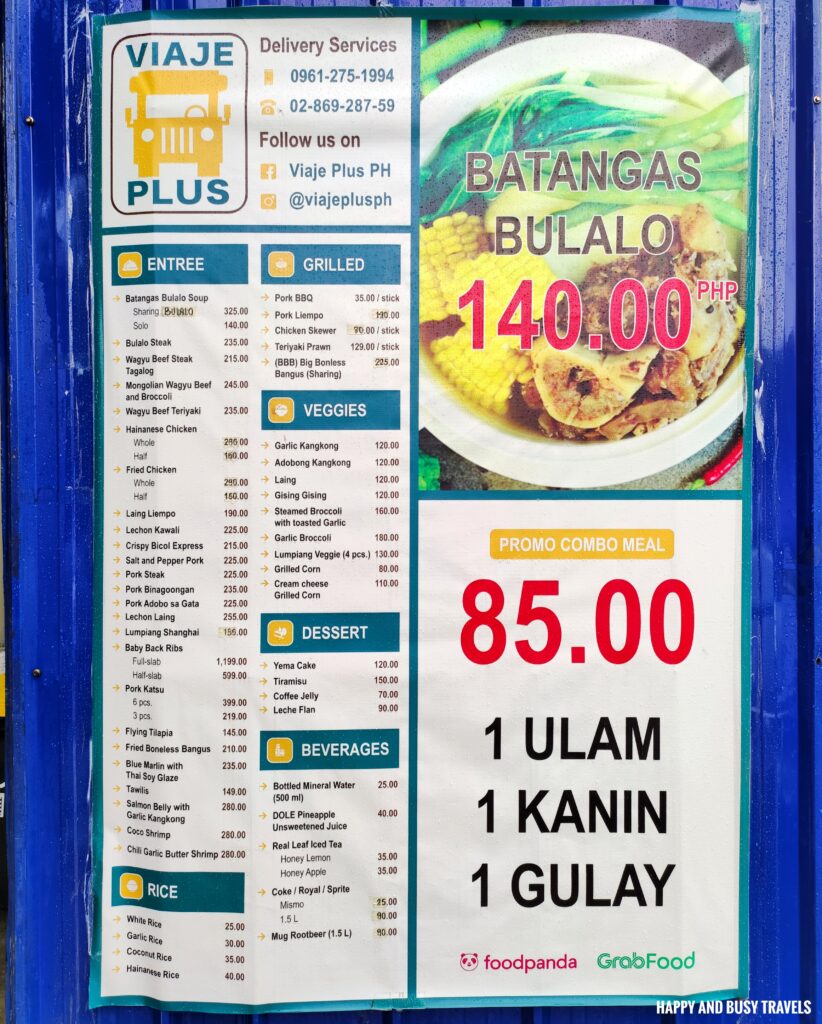 VIAJE
PLUS
Delivery Services
0961-275-1994
02-869-287-59
Follow us on
Viaje Plus PH
@viajeplusph
ENTREE
Batangas Bulalo Soup
Sharing BULALO 325.00
Solo 140.00
Bulalo Steak 235.00
Wagyu Beef Steak 215.00
Tagalog
Mongolian Wagyu Beef 245.00
and Broccoli
Wagyu Beef Teriyaki 235.00
Hainanese Chicken
Whole
Half 160.00
Fried Chicken
Whole
Half
Laing Liempo 190.00
Lechon Kawali 225.00
Crispy Bicol Express 215.00
Salt and Pepper Pork 225.00
Pork Steak 225.00
Pork Binagoongan 235.00
Pork Adobo sa Gata 225.00
Lechon Laing 255.00
Lumpiang Shanghai
Baby Back Ribs
Full-slab 1,199.00
Half-slab 599.00
Pork Katsu
6 pcs. 399.00
3 pcs. 219.00
Flying Tilapia 145.00
Fried Boneless Bangus 210.00
Blue Marlin with 235.00
Thai Soy Glaze
Tawilis 149.00
Salmon Belly with 280.00
Garlic Kangkong
Coco Shrimp 280.00
Chili Garlic Butter Shrimp 280.00
RICE
White Rice 25.00
Garlic Rice 30.00
Coconut Rice 35.00
Hainanese Rice 40.00
GRILLED
Pork BBQ 35.00 / stick
Pork Liempo
Chicken Skewer / stick
Teriyaki Prawn 129.00 / stick
(BBB) Big Bonless
Bangus (Sharing)
VEGGIES
Garlic Kangkong 120.00
Adobong Kangkong 120.00
Laing 120.00
Gising Gising 120.00
Steamed Broccoli 160.00
with toasted Garlic
Garlic Broccoli 180.00
Lumpiang Veggie (4 pcs.) 130.00
Grilled Corn 80.00
Cream cheese 110.00
Grilled Corn
DESSERT
Yema Cake 120.00
Tiramisu 150.00
Coffee Jelly 70.00
Leche Flan 90.00
BEVERAGES
Bottled Mineral Water 25.00
(500 ml)
DOLE Pineapple 40.00
Unsweetened Juice
Real Leaf Iced Tea
Honey Lemon 35.00
Honey Apple 35.00
Coke / Royal / Sprite
Mismo
1.5 L
Mug Rootbeer (1.5 L)
BATANGAS
BULALO
140.00 PHP
PROMO COMBO MEAL
85.00
1 ULAM
1 KANIN
1 GULAY
foodpanda GrabFood
HAPPY AND BUSY TRAVELS